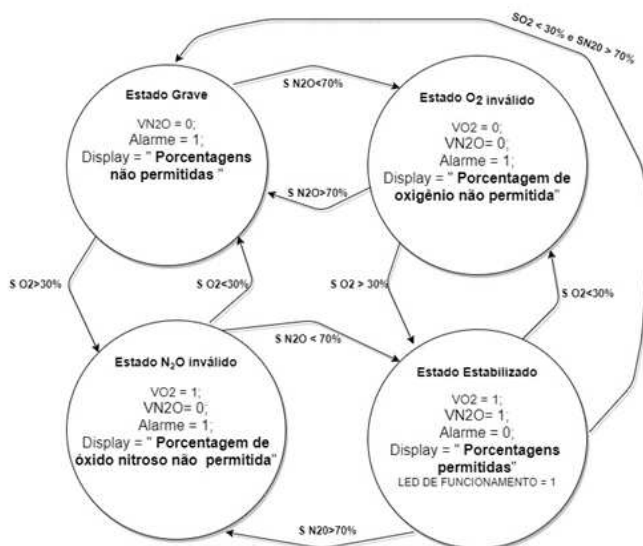 SO2 < 30% e SN20 > 70%
S N2O<70%
Estado Grave
VN2O = 0;
Alarme = 1;
Display = " Porcentagens
não permitidas "
Estado O2 inválido
VO2 = 0;
VN2O= 0;
Alarme = 1;
Display = " Porcentagem de
oxigênio não permitida"
S N2O>70%
S O2>30%
S O2<30%
S O2 > 30%
S O2<30%
S N2O < 70%
Estado N2O inválido
VO2 = 1;
VN2O= 0;
Alarme = 1;
Display = " Porcentagem de
óxido nitroso não permitida"
Estado Estabilizado
VO2 = 1;
VN2O= 1;
Alarme = 0;
Display = " Porcentagens
permitidas"
LED DE FUNCIONAMENTO = 1
S N20>70%